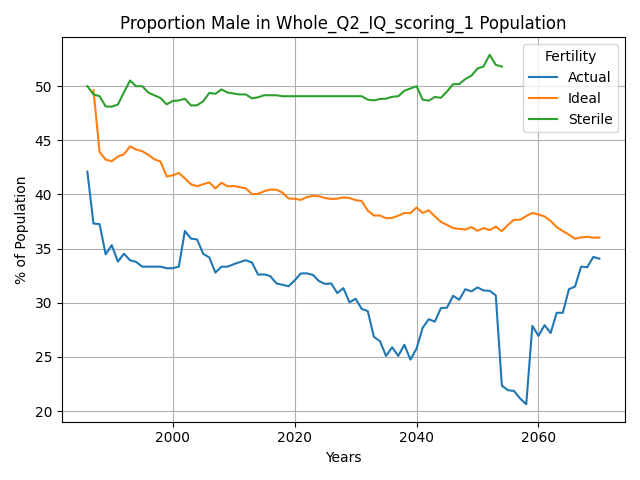 Proportion Male in Whole_Q2_IQ_scoring_1 Population
Fertility
Actual
Ideal
Sterile
% of Population
50
45
40
35
30
25
20
2000
2020
2040
2060
Years